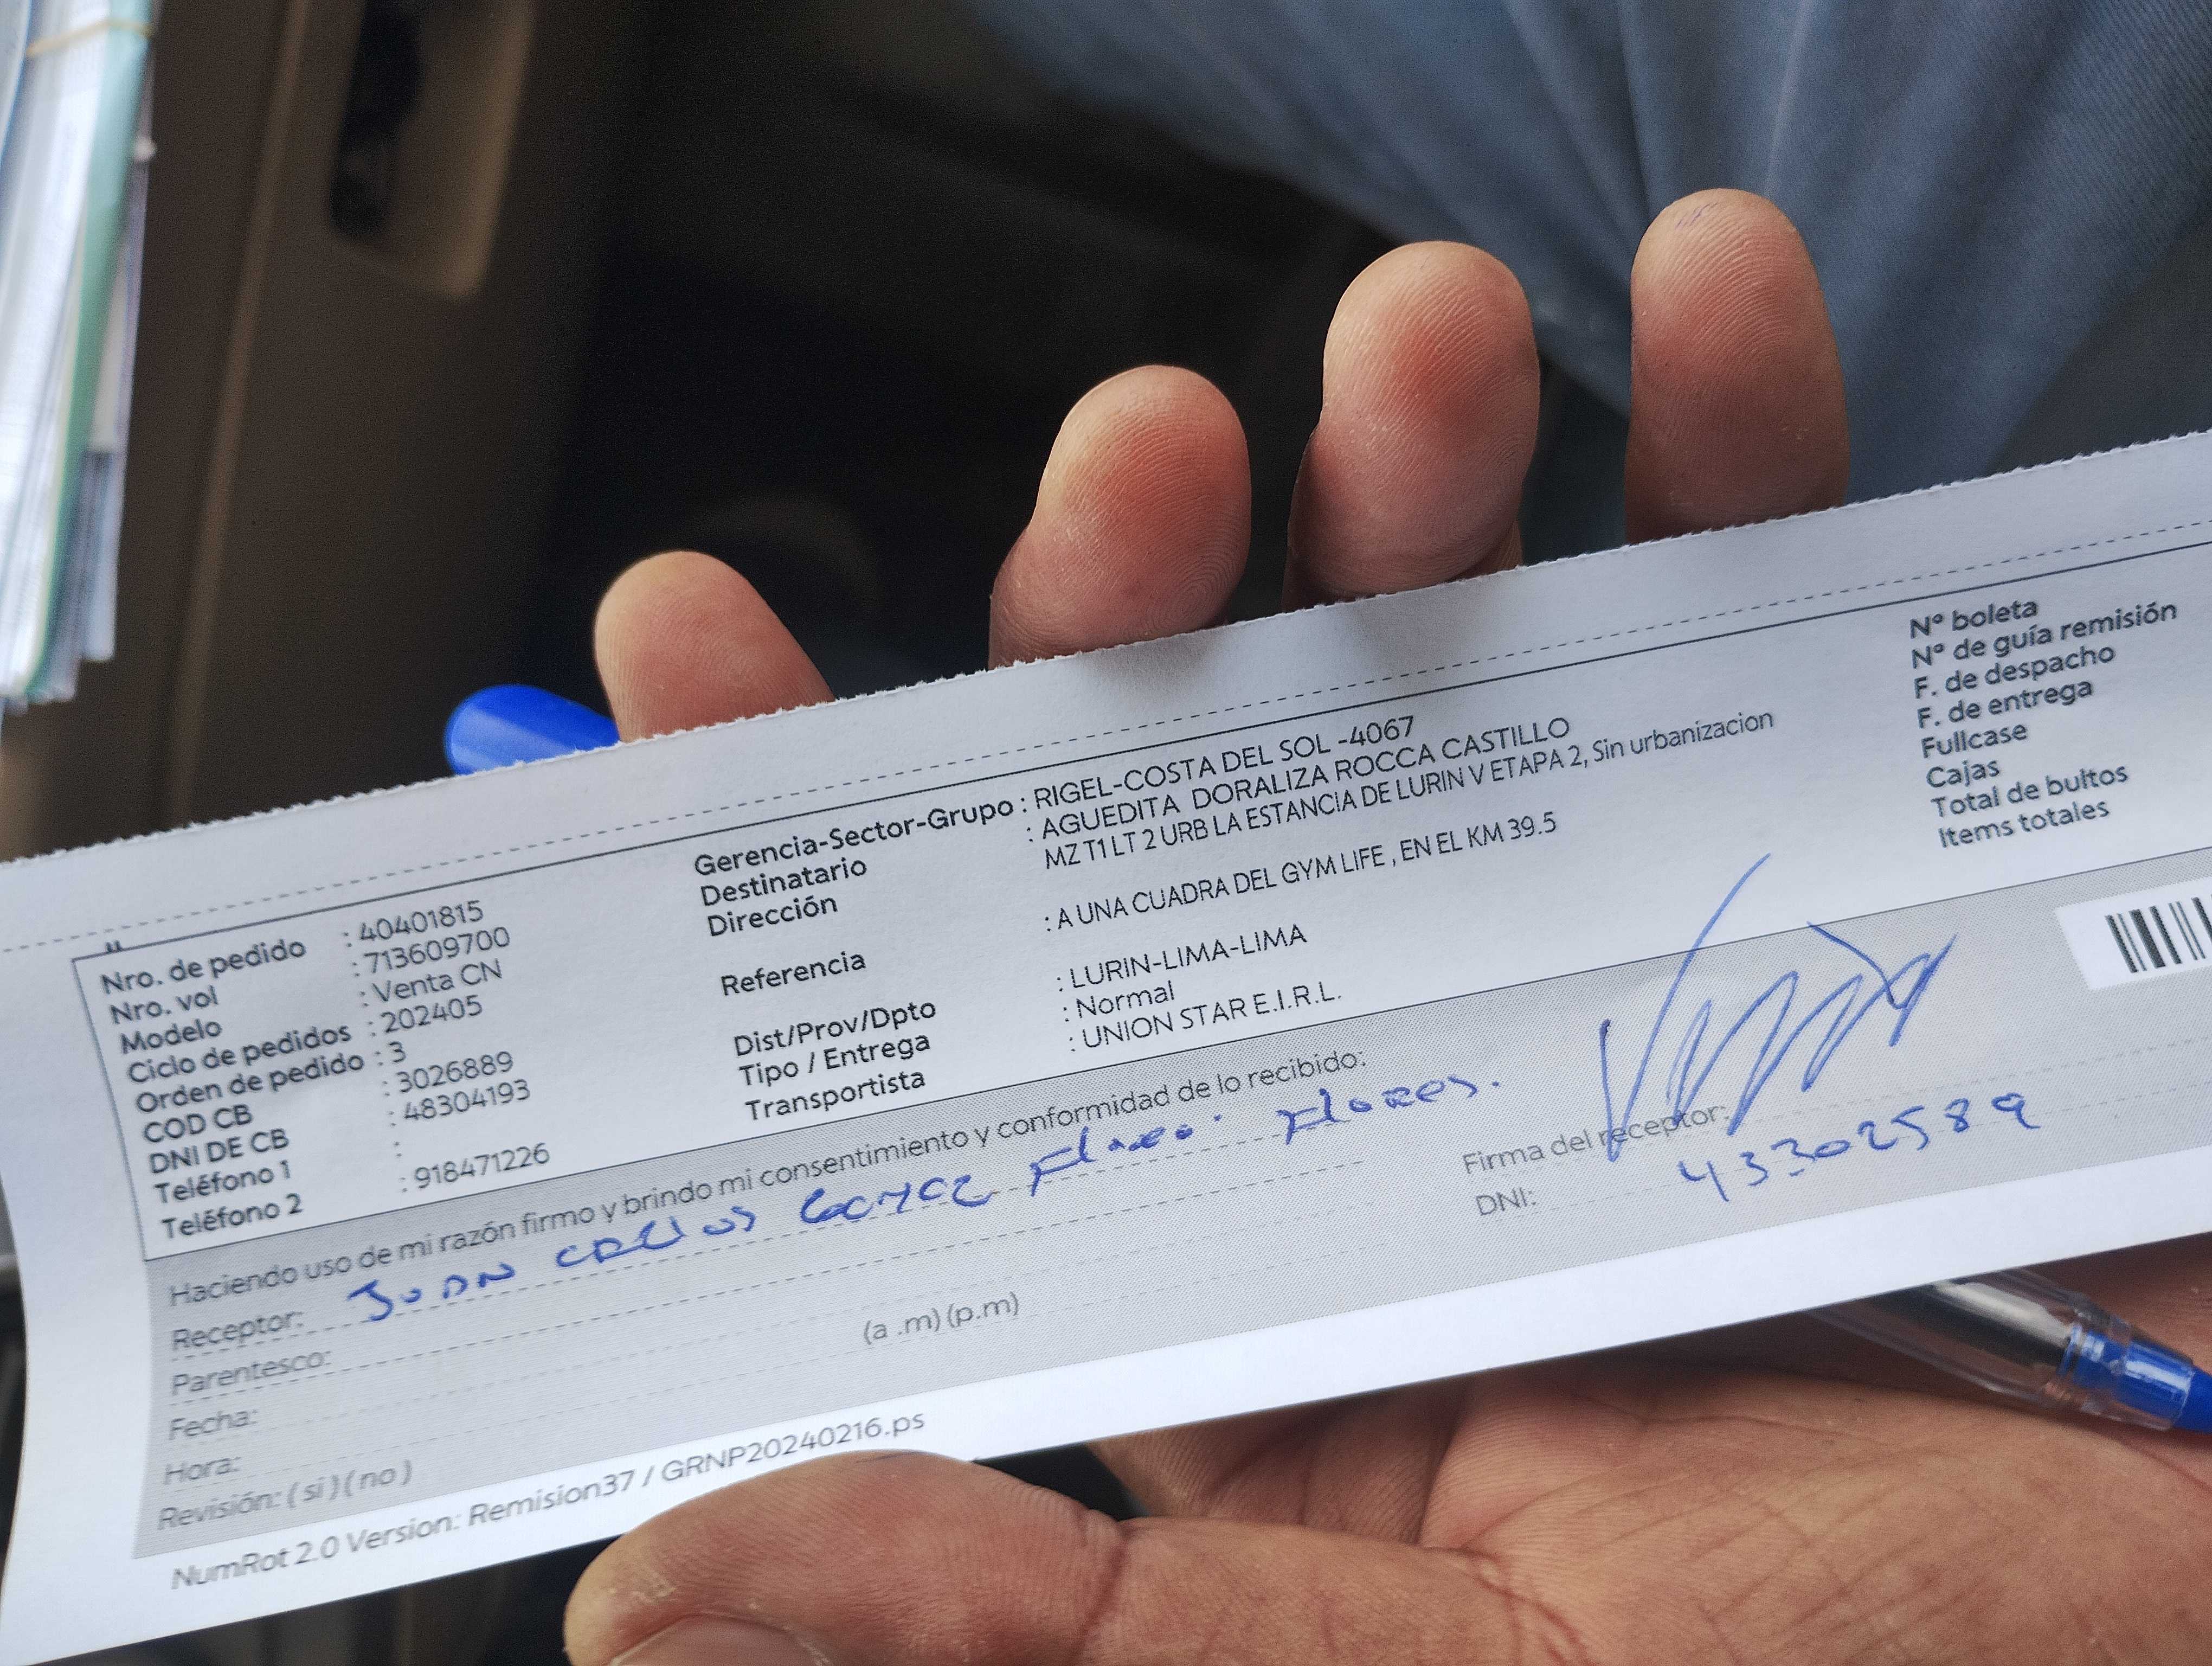 Nro. de pedido : 40401815
Nro. vol : 713609700
Modelo : Venta CN
Ciclo de pedidos : 202405
Orden de pedido : 3
COD CB : 3026889
DNI DE CB : 48304193
Teléfono 1 :
Teléfono 2 : 918471226
Gerencia-Sector-Grupo : RIGEL-COSTA DEL SOL -4067
Destinatario : AGUEDITA DORALIZA ROCCA CASTILLO
Dirección MZ T1 LT 2 URB LA ESTANCIA DE LURIN V ETAPA 2, Sin urbanizacion
Referencia : A UNA CUADRA DEL GYM LIFE , EN EL KM 39.5
Dist/Prov/Dpto : LURIN-LIMA-LIMA
Tipo / Entrega : Normal
Transportista : UNION STAR E.I.R.L.
N° boleta
N° de guía remisión
F. de despacho
F. de entrega
Fullcase
Cajas
Total de bultos
Items totales
Haciendo uso de mi razón firmo y brindo mi consentimiento y conformidad de lo recibido:
Receptor: JUAN CARLOS Flores.
Parentesco:
Fecha:
Hora: (a .m) (p.m)
Revisión: ( si ) ( no )
Firma del receptor:
DNI: 43302589
NumRot 2.0 Version: Remision37 / GRNP20240216.ps